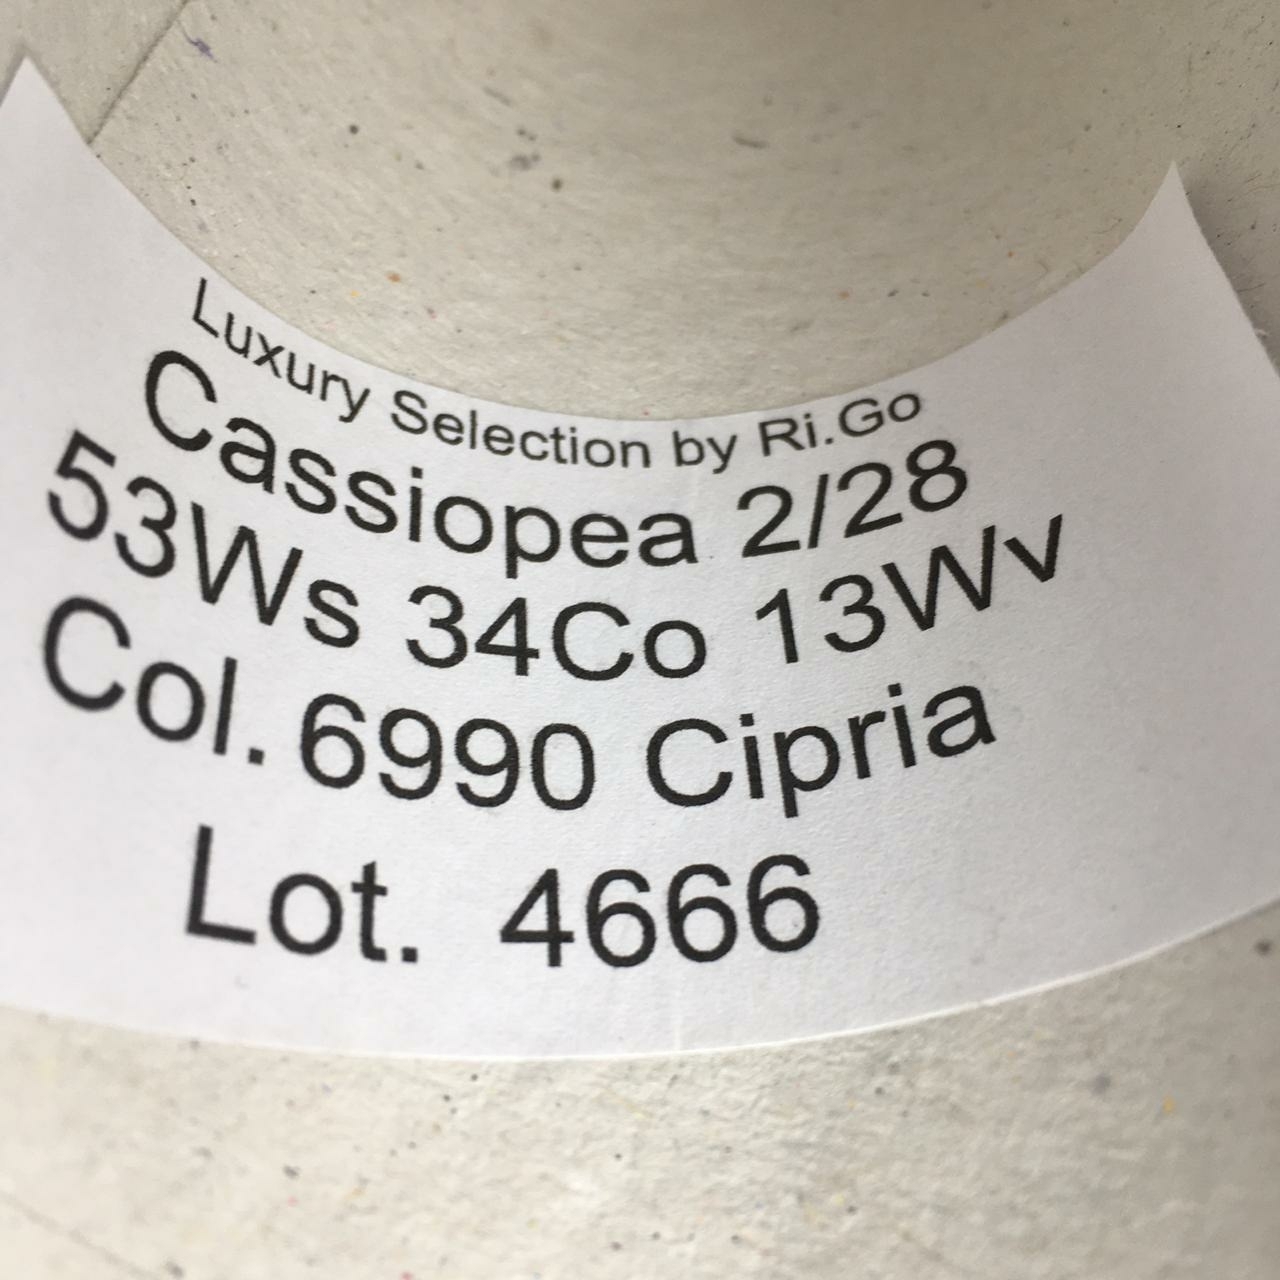 Luxury Selection by Ri.Go
Cassiopea 2/28
53Ws 34Co 13Wv
Col. 6990 Cipria
Lot. 4666